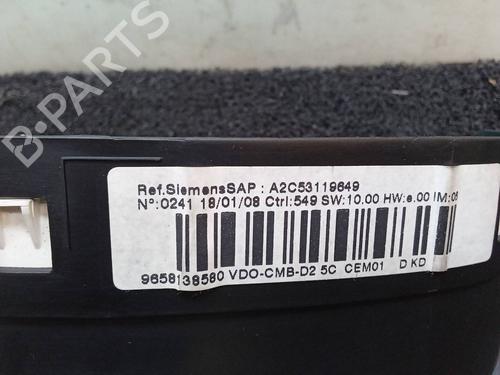 B-PARTS
Ref.SiemensSAP : A2C53119649
N°:0241 18/01/08 Ctrl:549 SW:10.00 HW:e.00 IM:06
9658138580 VDO-CMB-D2 5C CEM01 D KD